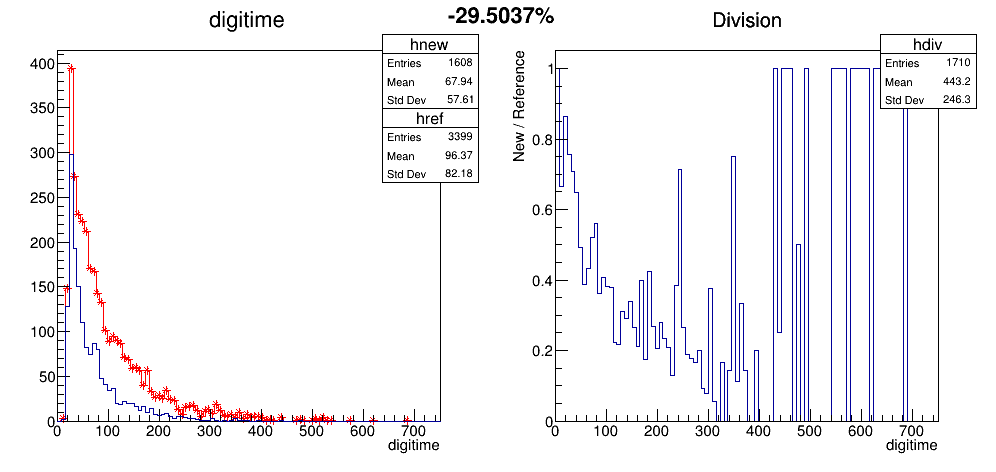 -29.5037%
digitime
hnew
Entries 1608
Mean 67.94
Std Dev 57.61
href
Entries 3399
Mean 96.37
Std Dev 82.18
400
350
300
250
200
150
100
50
0
0 100 200 300 400 500 600 700
digitime
Division
hdiv
Entries 1710
Mean 443.2
Std Dev 246.3
New / Reference
1
0.8
0.6
0.4
0.2
0
0 100 200 300 400 500 600 700
digitime